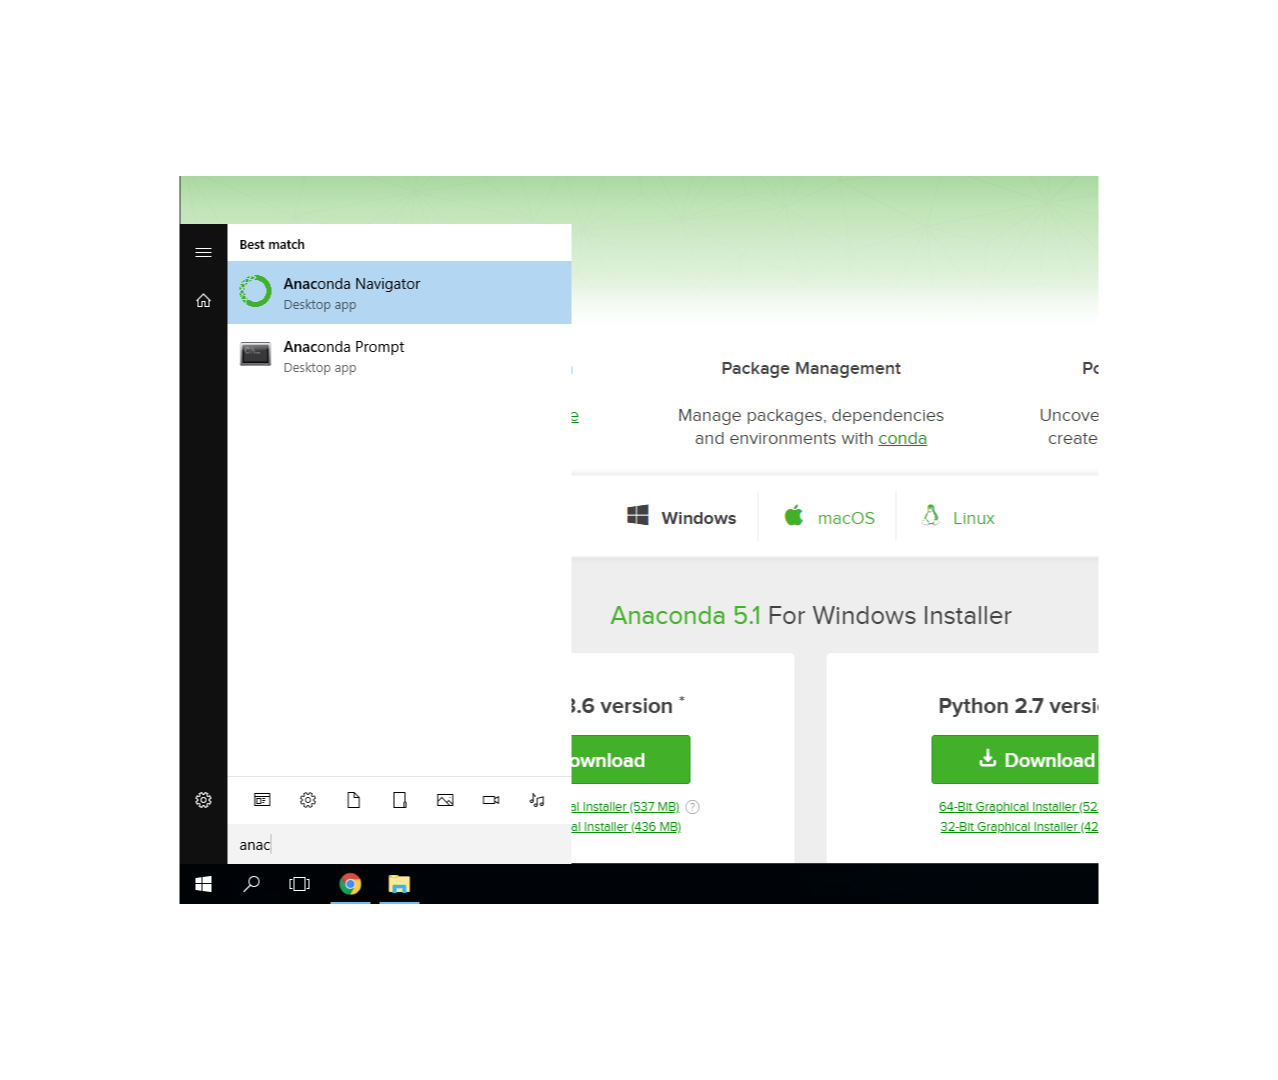 Best match
Anaconda Navigator
Desktop app
Anaconda Prompt
Desktop app
anac
Package Management
Manage packages, dependencies
and environments with conda
Uncove
create
Windows
macOS
Linux
Anaconda 5.1 For Windows Installer
3.6 version *
ownload
al Installer (537 MB) ?
al Installer (436 MB)
Python 2.7 versi
Download
64-Bit Graphical Installer (52
32-Bit Graphical Installer (42